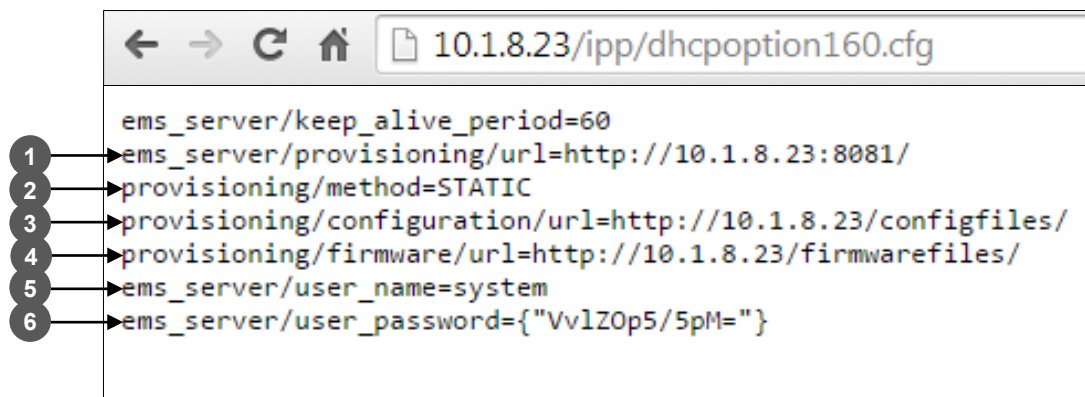 10.1.8.23/ipp/dhcpoption160.cfg
ems_server/keep_alive_period=60
1 ems_server/provisioning/url=http://10.1.8.23:8081/
2 provisioning/method=STATIC
3 provisioning/configuration/url=http://10.1.8.23/configfiles/
4 provisioning/firmware/url=http://10.1.8.23/firmwarefiles/
5 ems_server/user_name=system
6 ems_server/user_password={"VvlZOp5/5pM="}